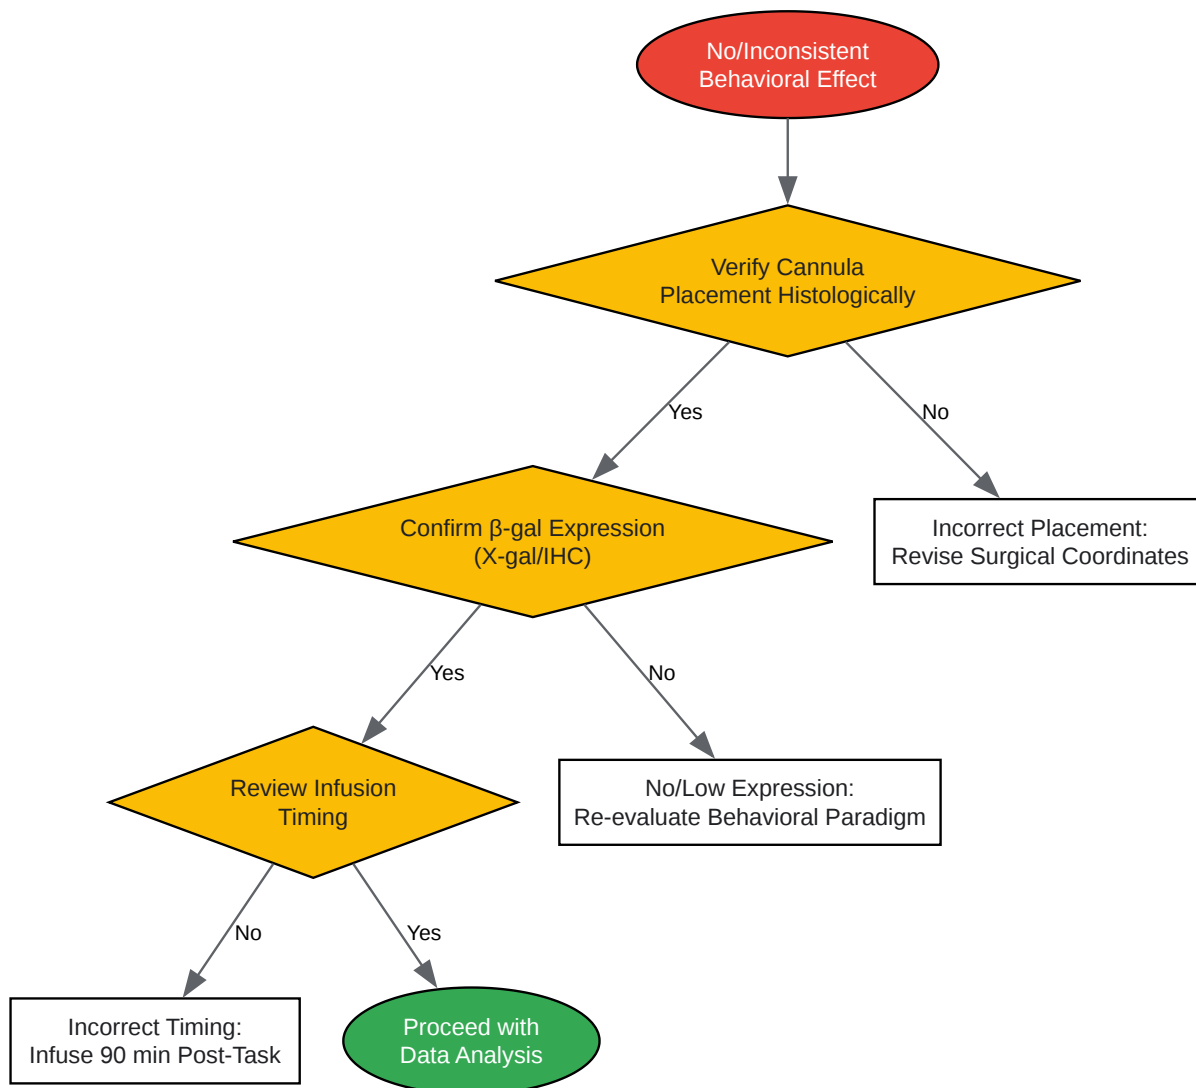 No/Inconsistent
Behavioral Effect
Verify Cannula
Placement Histologically
Yes
No
Confirm β-gal Expression
(X-gal/IHC)
Incorrect Placement:
Revise Surgical Coordinates
Yes
No
Review Infusion
Timing
No/Low Expression:
Re-evaluate Behavioral Paradigm
No
Yes
Incorrect Timing:
Infuse 90 min Post-Task
Proceed with
Data Analysis